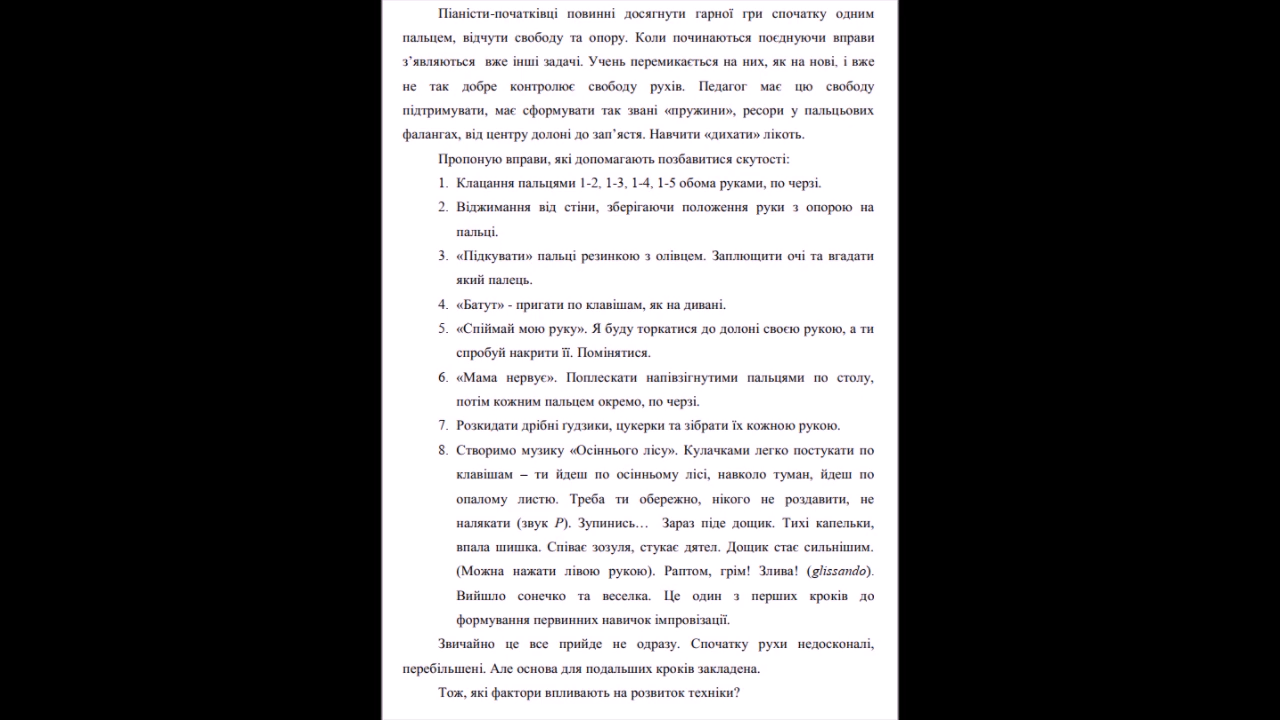 Піаністи-початківці повинні досягнути гарної гри спочатку одним
пальцем, відчути свободу та опору. Коли починаються поєднуючи вправи
з’являються вже інші задачі. Учень перемикається на них, як на нові, і вже
не так добре контролює свободу рухів. Педагог має цю свободу
підтримувати, має сформувати так звані «пружини», ресори у пальцьових
фалангах, від центру долоні до зап’ястя. Навчити «дихати» лікоть.
Пропоную вправи, які допомагають позбавитися скутості:
1. Клацання пальцями 1-2, 1-3, 1-4, 1-5 обома руками, по черзі.
2. Віджимання від стіни, зберігаючи положення руки з опорою на
пальці.
3. «Підкувати» пальці резинкою з олівцем. Заплющити очі та вгадати
який палець.
4. «Батут» - пригати по клавішам, як на дивані.
5. «Спіймай мою руку». Я буду торкатися до долоні своєю рукою, а ти
спробуй накрити її. Помінятися.
6. «Мама нервує». Поплескати напівзігнутими пальцями по столу,
потім кожним пальцем окремо, по черзі.
7. Розкидати дрібні ґудзики, цукерки та зібрати їх кожною рукою.
8. Створимо музику «Осіннього лісу». Кулачками легко постукати по
клавішам – ти йдеш по осінньому лісі, навколо туман, йдеш по
опалому листю. Треба ти обережно, нікого не роздавити, не
налякати (звук P). Зупинись… Зараз піде дощик. Тихі капельки,
впала шишка. Співає зозуля, стукає дятел. Дощик стає сильнішим.
(Можна нажати лівою рукою). Раптом, грім! Злива! (glissando).
Вийшло сонечко та веселка. Це один з перших кроків до
формування первинних навичок імпровізації.
Звичайно це все прийде не одразу. Спочатку рухи недосконалі,
перебільшені. Але основа для подальших кроків закладена.
Тож, які фактори впливають на розвиток техніки?